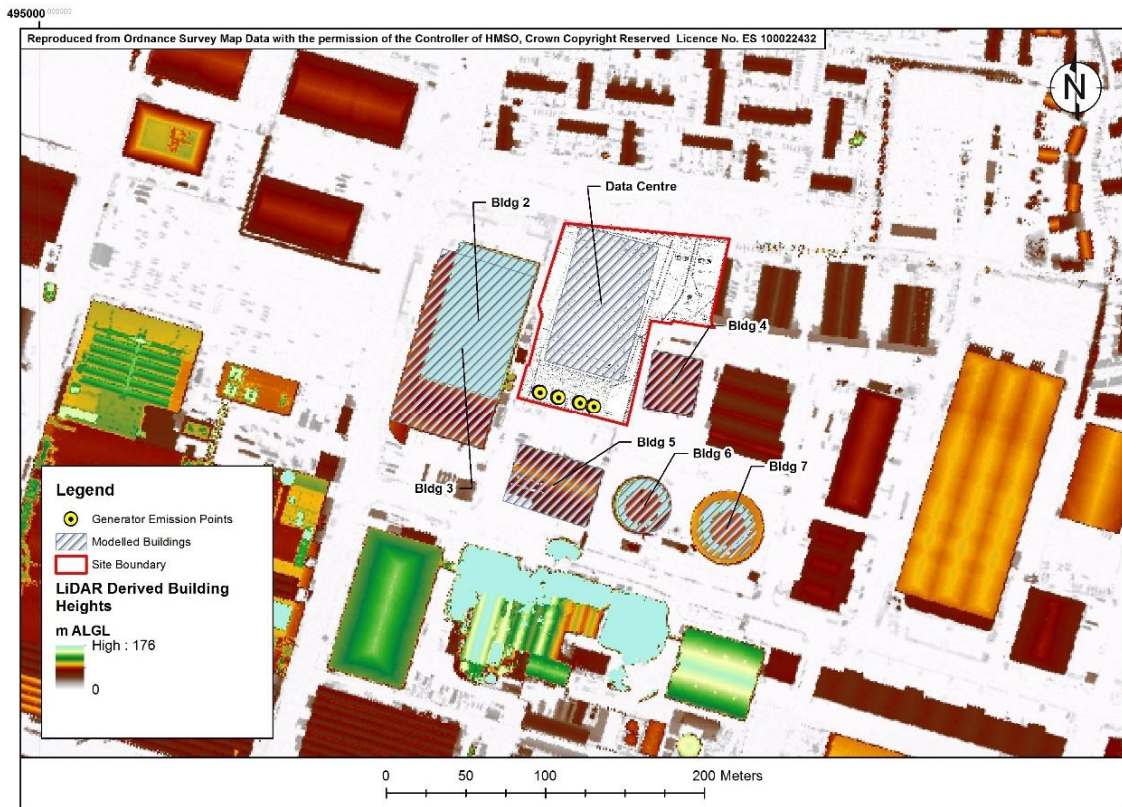 495000
Reproduced from Ordnance Survey Map Data with the permission of the Controller of HMSO, Crown Copyright Reserved Licence No. ES 100022432
N
Data Centre
Bldg 2
Bldg 4
Bldg 5
Bldg 6
Bldg 7
Bldg 3
Legend
Generator Emission Points
Modelled Buildings
Site Boundary
LiDAR Derived Building
Heights
m ALGL
High : 176
0
0 50 100 200 Meters